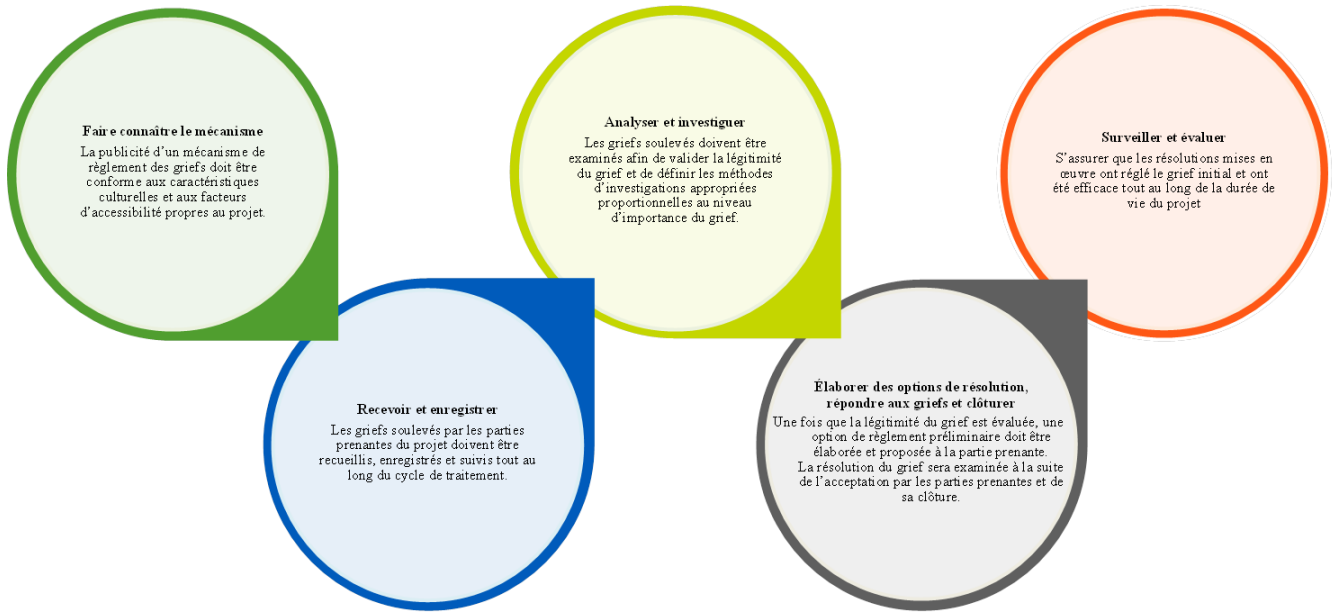 Faire connaître le mécanisme
La publicité d'un mécanisme de
règlement des griefs doit être
conforme aux caractéristiques
culturelles et aux facteurs
d'accessibilité propres au projet.
Recevoir et enregistrer
Les griefs soulevés par les parties
prenantes du projet doivent être
recueillis, enregistrés et suivis tout au
long du cycle de traitement.
Analyser et investiguer
Les griefs soulevés doivent être
examinés afin de valider la légitimité
du grief et de définir les méthodes
d'investigations appropriées
proportionnelles au niveau
d'importance du grief.
Élaborer des options de résolution,
répondre aux griefs et clôturer
Une fois que la légitimité du grief est évaluée, une
option de règlement préliminaire doit être
élaborée et proposée à la partie prenante.
La résolution du grief sera examinée à la suite
de l'acceptation par les parties prenantes et de
sa clôture.
Surveiller et évaluer
S'assurer que les résolutions mises en
œuvre ont réglé le grief initial et ont
été efficace tout au long de la durée de
vie du projet